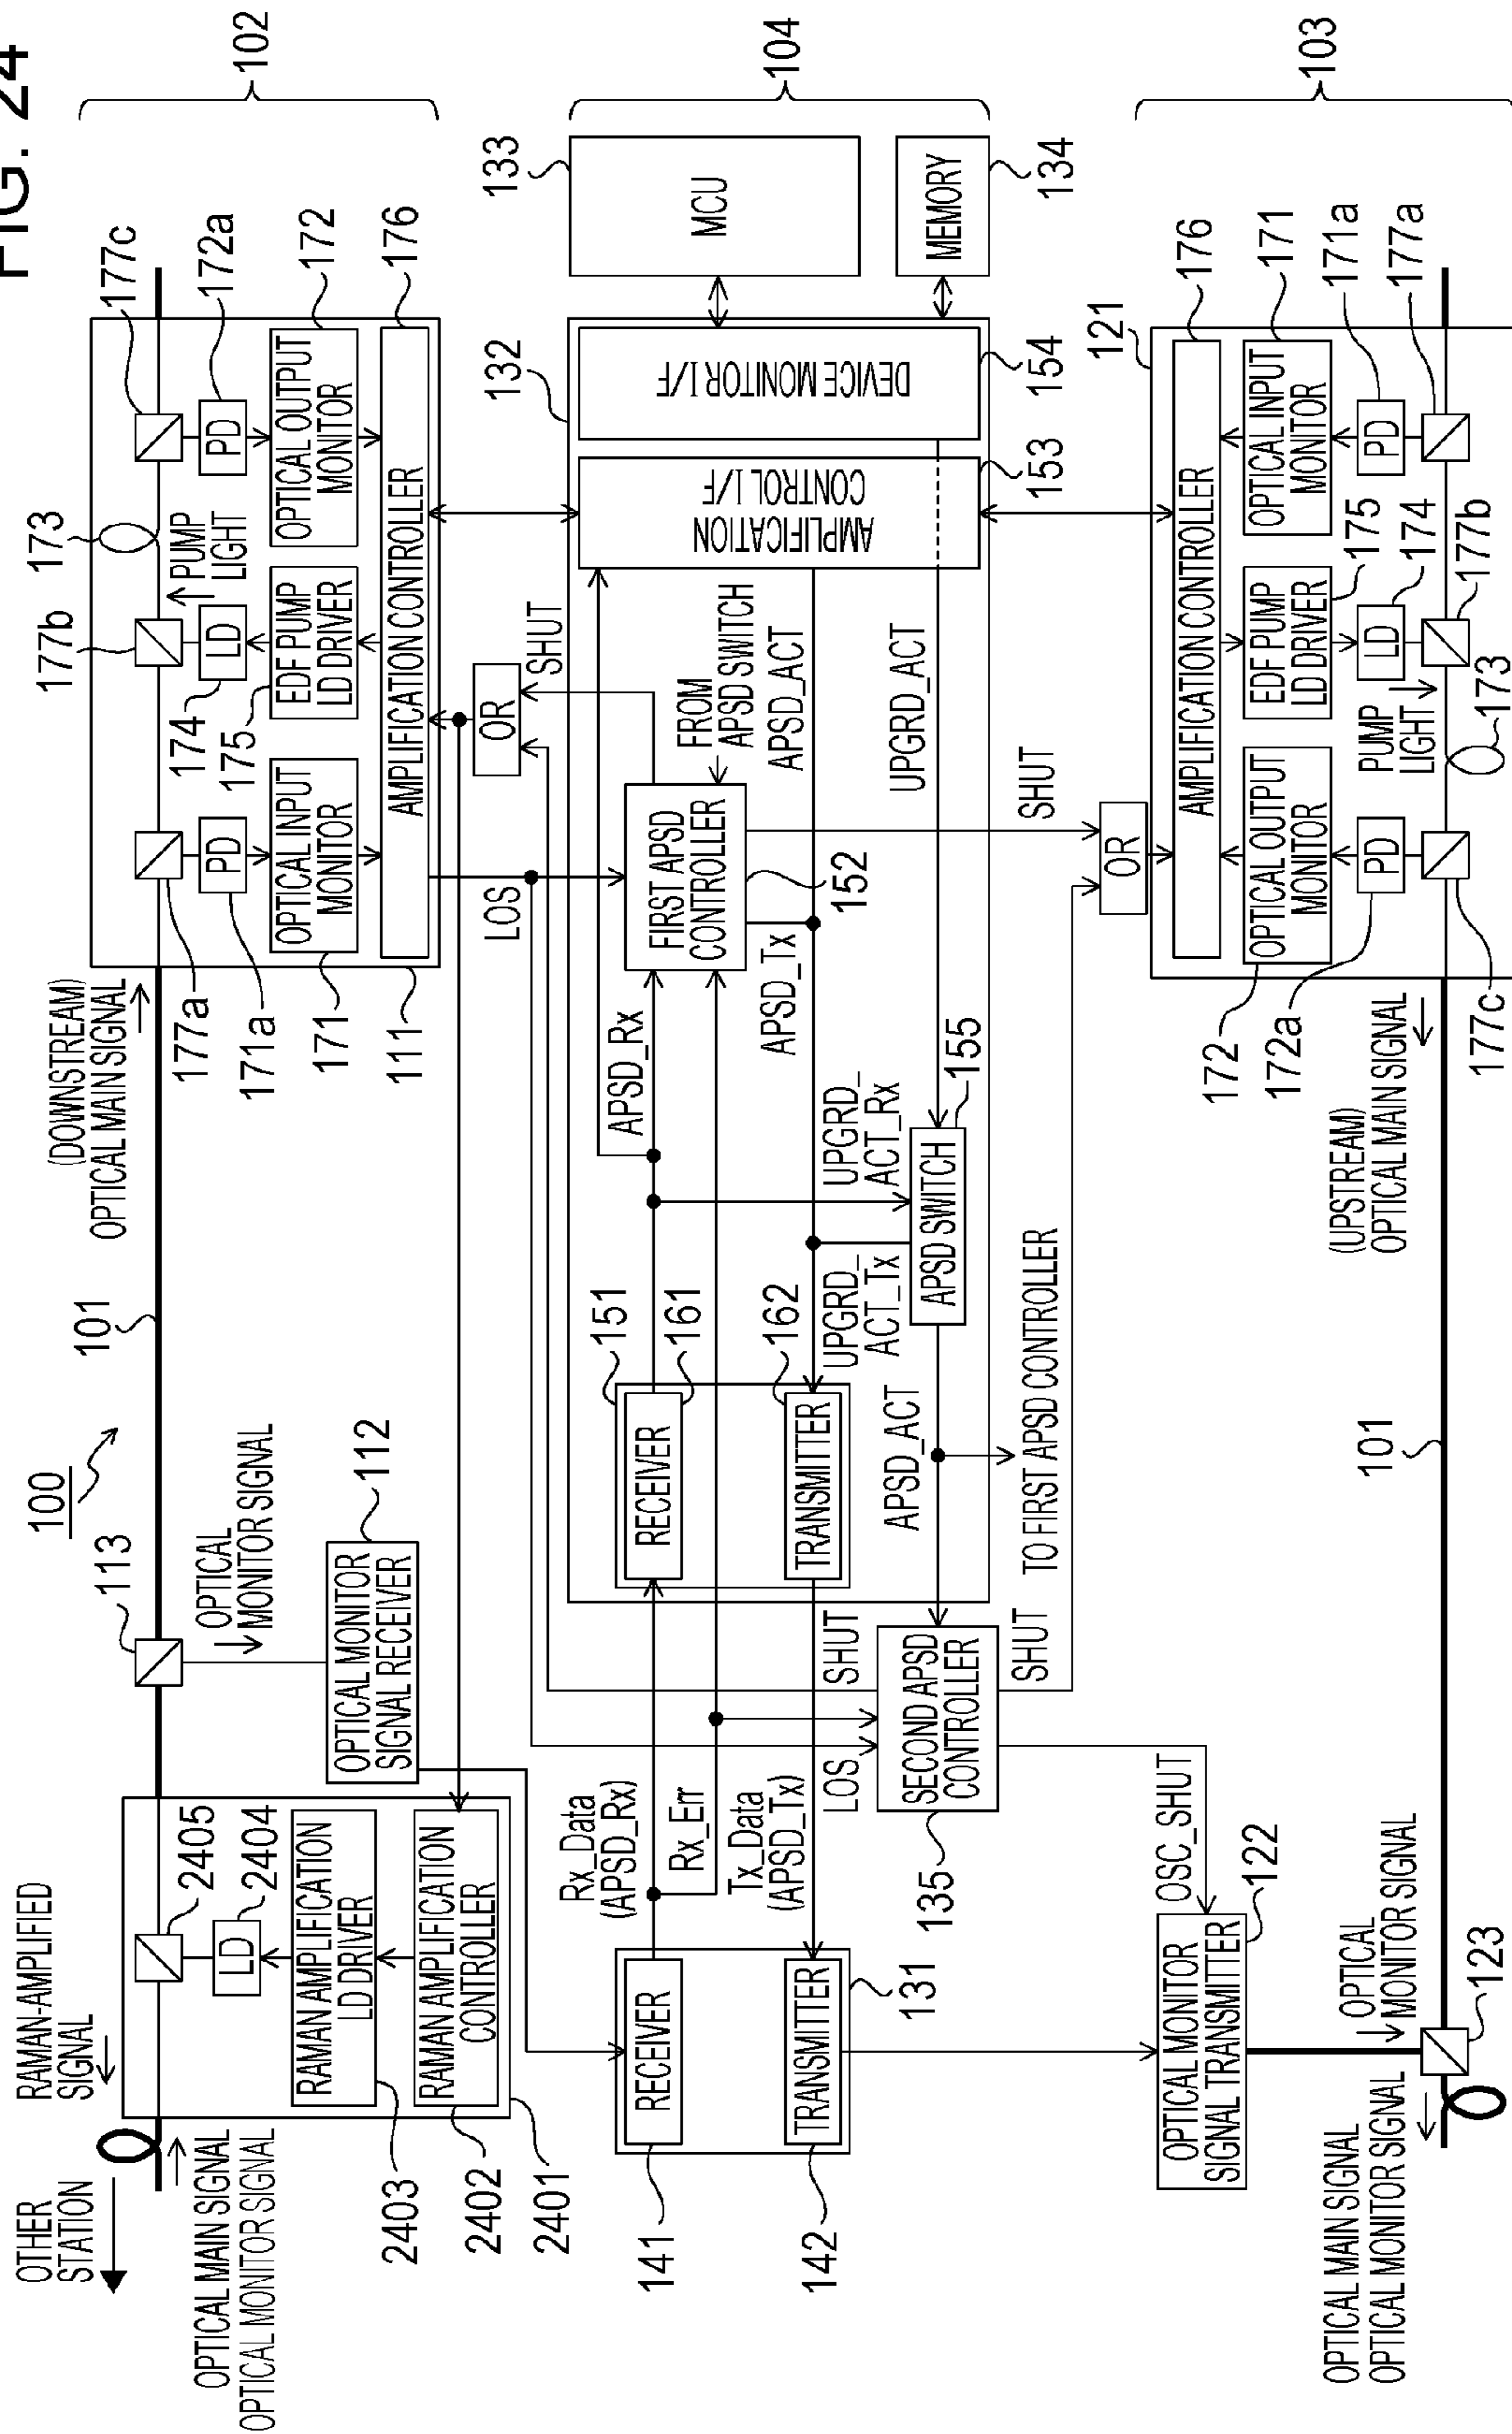 FIG. 24
100
OTHER
STATION
RAMAN-AMPLIFIED
SIGNAL
OPTICAL MAIN SIGNAL
OPTICAL MONITOR SIGNAL
2405
LD
2404
RAMAN AMPLIFICATION
LD DRIVER
RAMAN AMPLIFICATION
CONTROLLER
2403
2402
2401
113
OPTICAL
MONITOR SIGNAL
112
OPTICAL MONITOR
SIGNAL RECEIVER
101
(DOWNSTREAM)
OPTICAL MAIN SIGNAL
177a
171a
171
111
177b
173
177c
PD
LD
PUMP
LIGHT
PD
172a
174
175
OPTICAL INPUT
MONITOR
EDF PUMP
LD DRIVER
OPTICAL OUTPUT
MONITOR
172
AMPLIFICATION CONTROLLER
176
102
LOS
OR
SHUT
141
RECEIVER
142
TRANSMITTER
131
Rx_Data
(APSD_Rx)
Rx_Err
Tx_Data
(APSD_Tx)
LOS
SHUT
SECOND APSD
CONTROLLER
135
SHUT
OSC_SHUT
151
RECEIVER
161
TRANSMITTER
162
APSD_Rx
FIRST APSD
CONTROLLER
152
FROM
APSD SWITCH
APSD_ACT
APSD_Tx
UPGRD_
ACT_Rx
UPGRD_
ACT_Tx
APSD SWITCH
155
APSD_ACT
TO FIRST APSD CONTROLLER
UPGRD_ACT
SHUT
132
AMPLIFICATION
CONTROL I/F
153
DEVICE MONITOR I/F
154
133
MCU
MEMORY
134
104
OR
121
AMPLIFICATION CONTROLLER
176
OPTICAL OUTPUT
MONITOR
EDF PUMP
LD DRIVER
OPTICAL INPUT
MONITOR
172
175
171
PD
PUMP
LIGHT
LD
174
PD
171a
172a
177c
173
177b
177a
103
(UPSTREAM)
OPTICAL MAIN SIGNAL
101
OPTICAL MONITOR
SIGNAL TRANSMITTER
122
OPTICAL
MONITOR SIGNAL
123
OPTICAL MAIN SIGNAL
OPTICAL MONITOR SIGNAL